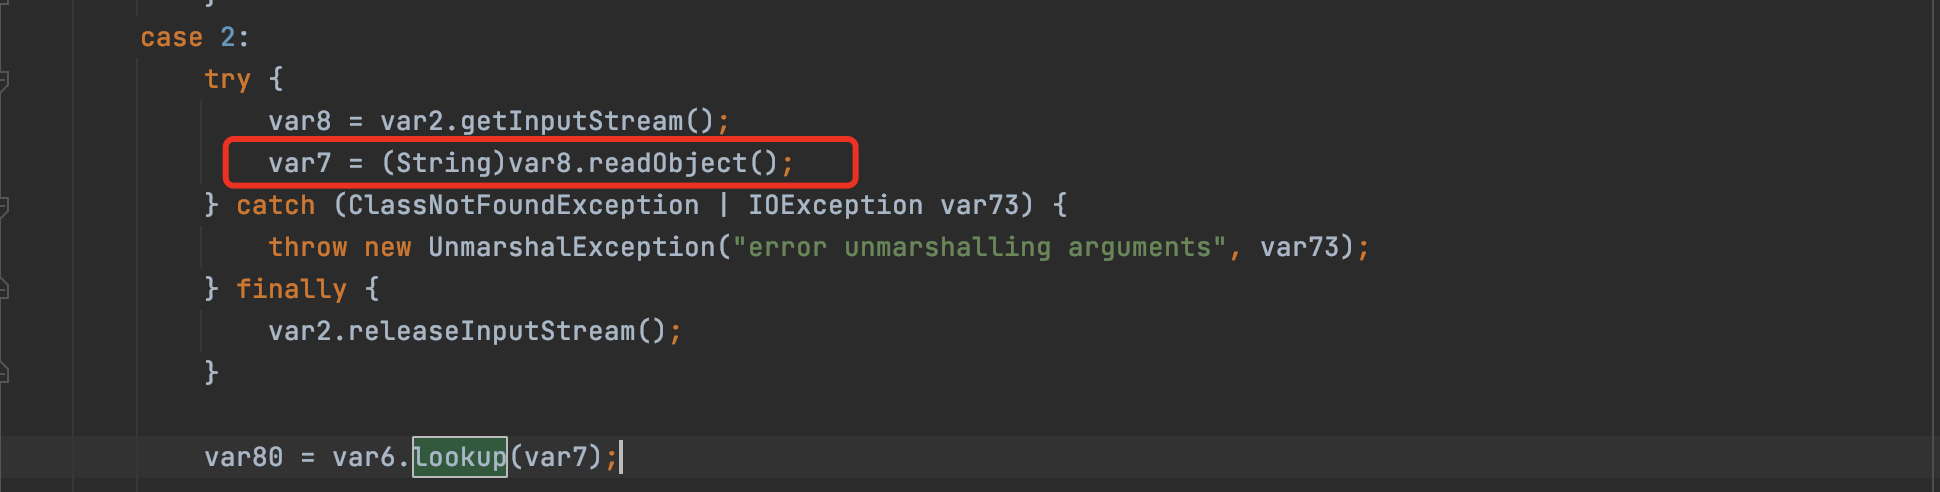 }
case 2:
try {
var8 = var2.getInputStream();
var7 = (String)var8.readObject();
} catch (ClassNotFoundException | IOException var73) {
throw new UnmarshalException("error unmarshalling arguments", var73);
} finally {
var2.releaseInputStream();
}
var80 = var6.lookup(var7);